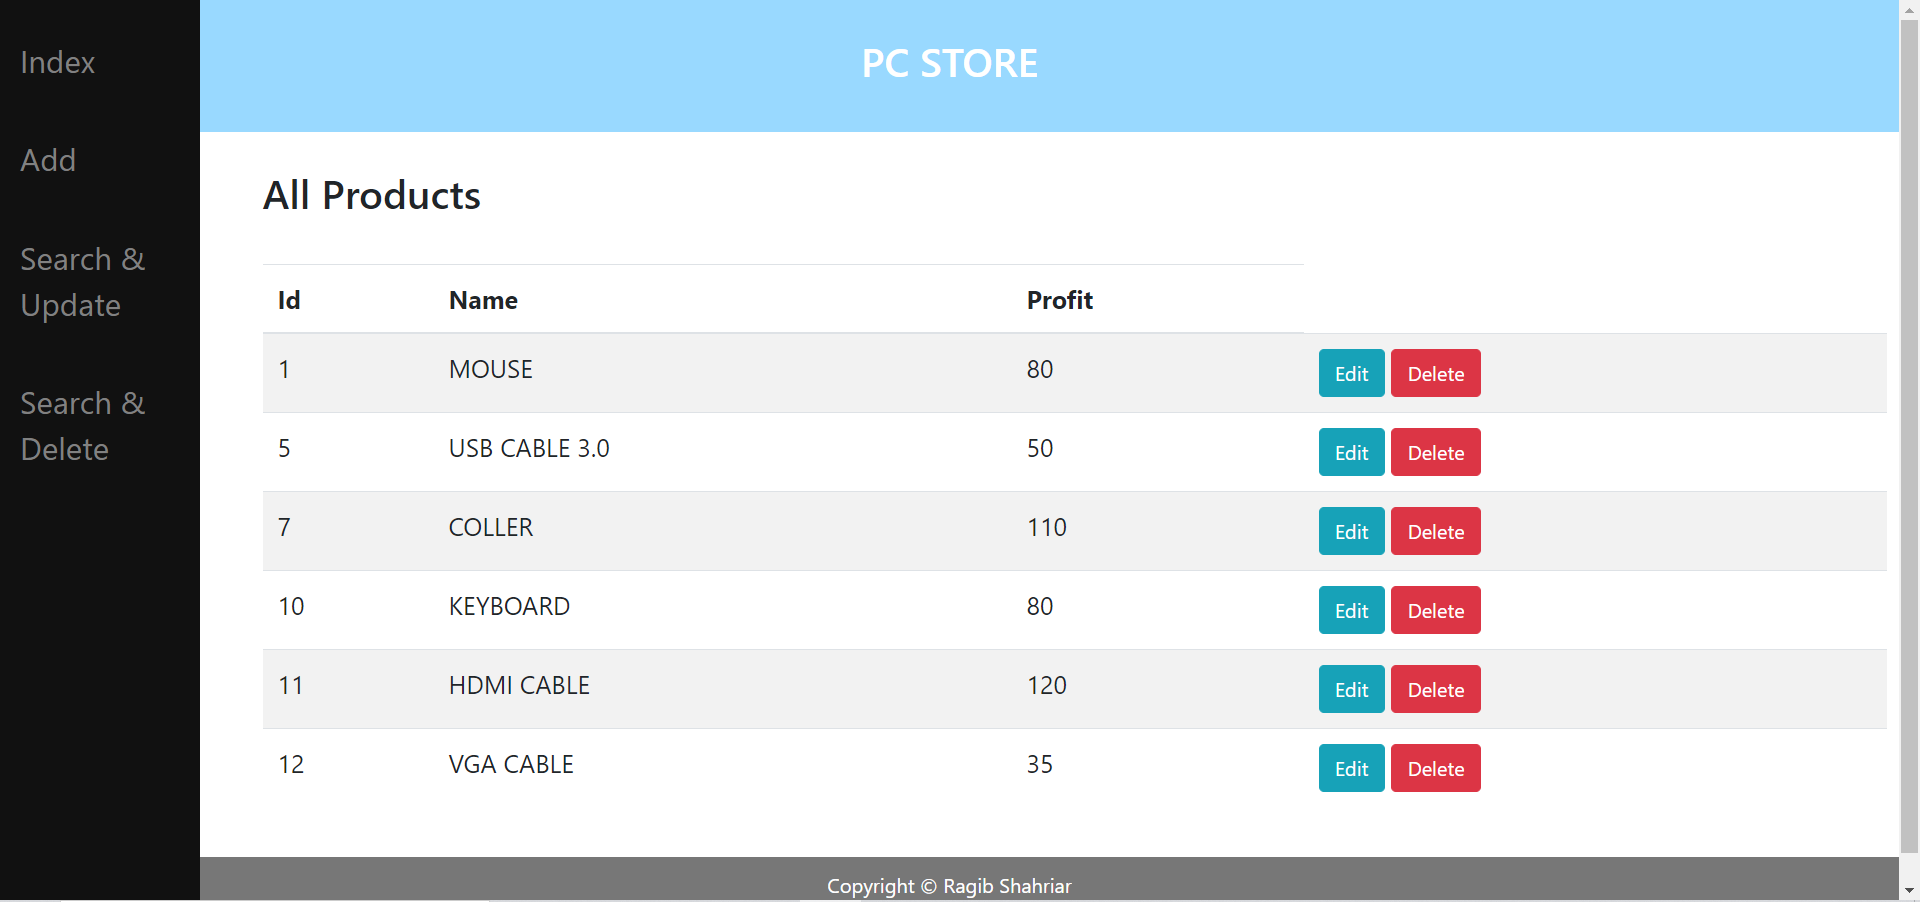 Index
Add
Search &
Update
Search &
Delete
PC STORE
All Products
Id Name Profit
1 MOUSE 80 Edit Delete
5 USB CABLE 3.0 50 Edit Delete
7 COLLER 110 Edit Delete
10 KEYBOARD 80 Edit Delete
11 HDMI CABLE 120 Edit Delete
12 VGA CABLE 35 Edit Delete
Copyright © Ragib Shahriar